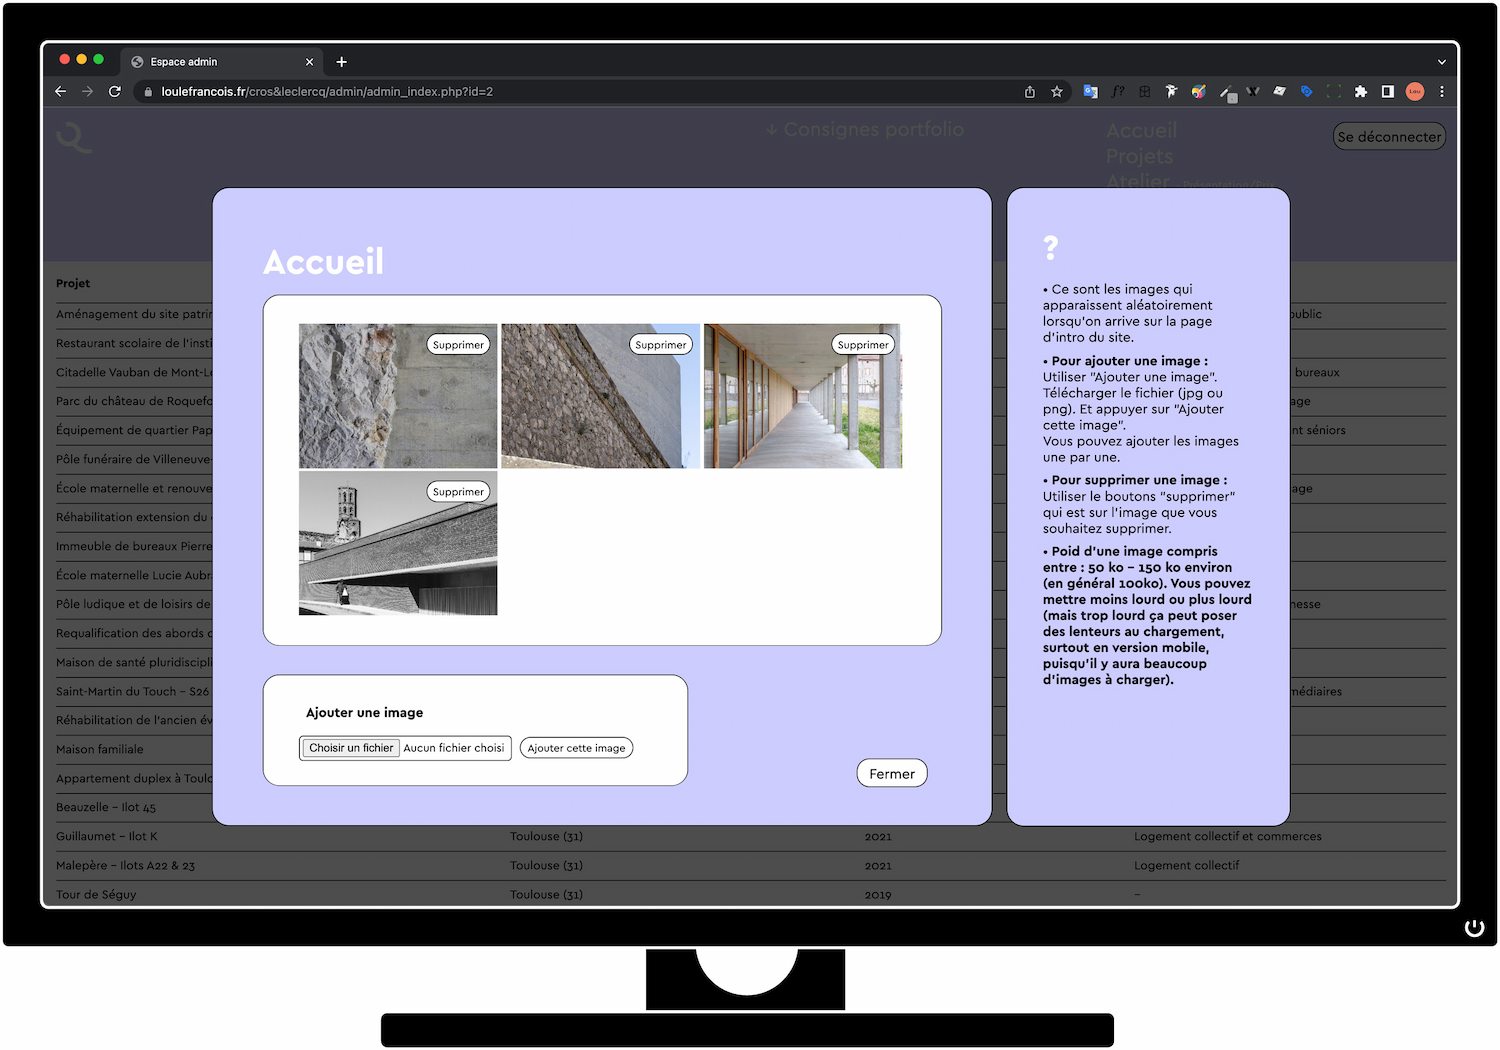 Espace admin
loulefrancois.fr/cros&leclercq/admin/admin_index.php?id=2
Lou
↓ Consignes portfolio
Accueil
Projets
Atelier - Présentation/Prix
Se déconnecter
Projet
Aménagement du site patri
public
Restaurant scolaire de l'insti
Citadelle Vauban de Mont-L
bureaux
Parc du château de Roquefo
age
Équipement de quartier Pap
nt séniors
Pôle funéraire de Villeneuve-
École maternelle et renouve
age
Réhabilitation extension du
Immeuble de bureaux Pierre
École maternelle Lucie Aubr
Pôle ludique et de loisirs de
nesse
Requalification des abords
Maison de santé pluridiscipli
Saint-Martin du Touch – S26
médiaires
Réhabilitation de l'ancien év
Maison familiale
Appartement duplex à Toulo
Beauzelle – Ilot 45
Guillaumet – Ilot K Toulouse (31) 2021 Logement collectif et commerces
Malepère – Ilots A22 & 23 Toulouse (31) 2021 Logement collectif
Tour de Séguy Toulouse (31) 2019 –
Accueil
Supprimer
Supprimer
Supprimer
Supprimer
Ajouter une image
Choisir un fichier Aucun fichier choisi
Ajouter cette image
Fermer
?
• Ce sont les images qui
apparaissent aléatoirement
lorsqu'on arrive sur la page
d'intro du site.
• Pour ajouter une image :
Utiliser "Ajouter une image".
Télécharger le fichier (jpg ou
png). Et appuyer sur "Ajouter
cette image".
Vous pouvez ajouter les images
une par une.
• Pour supprimer une image :
Utiliser le boutons "supprimer"
qui est sur l'image que vous
souhaitez supprimer.
• Poid d'une image compris
entre : 50 ko – 150 ko environ
(en général 100ko). Vous pouvez
mettre moins lourd ou plus lourd
(mais trop lourd ça peut poser
des lenteurs au chargement,
surtout en version mobile,
puisqu'il y aura beaucoup
d'images à charger).